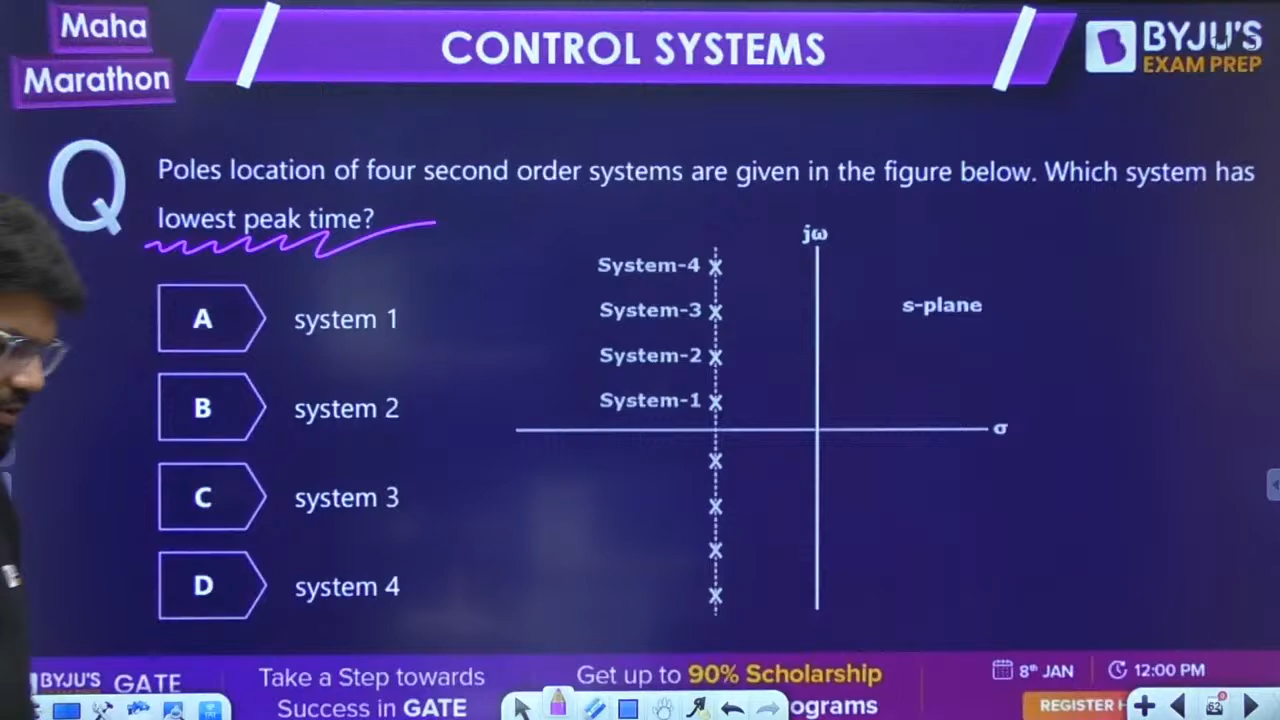 Maha
Marathon
CONTROL SYSTEMS
BYJU'S
EXAM PREP
Q
Poles location of four second order systems are given in the figure below. Which system has
lowest peak time?
A
system 1
B
system 2
C
system 3
D
system 4
jω
System-4
s-plane
System-3
System-2
System-1
σ
BYJU'S GATE
Take a Step towards
Success in GATE
Get up to 90% Scholarship
ograms
8th JAN
12:00 PM
REGISTER
62